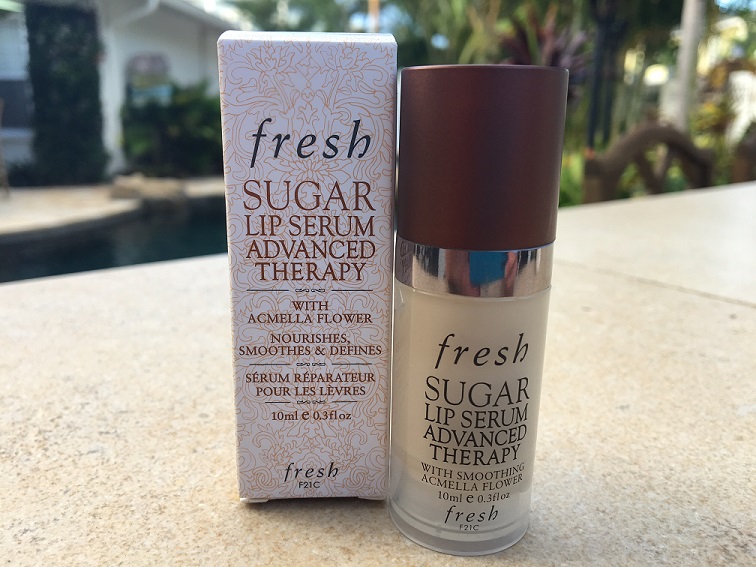 fresh
SUGAR
LIP SERUM
ADVANCED
THERAPY
WITH
ACMELLA FLOWER
NOURISHES,
SMOOTHES & DEFINES
SÉRUM RÉPARATEUR
POUR LES LÈVRES
10ml e 0.3fl oz
fresh
F21C
fresh
SUGAR
LIP SERUM
ADVANCED
THERAPY
WITH SMOOTHING
ACMELLA FLOWER
10ml e 0.3fl oz
fresh
F21C